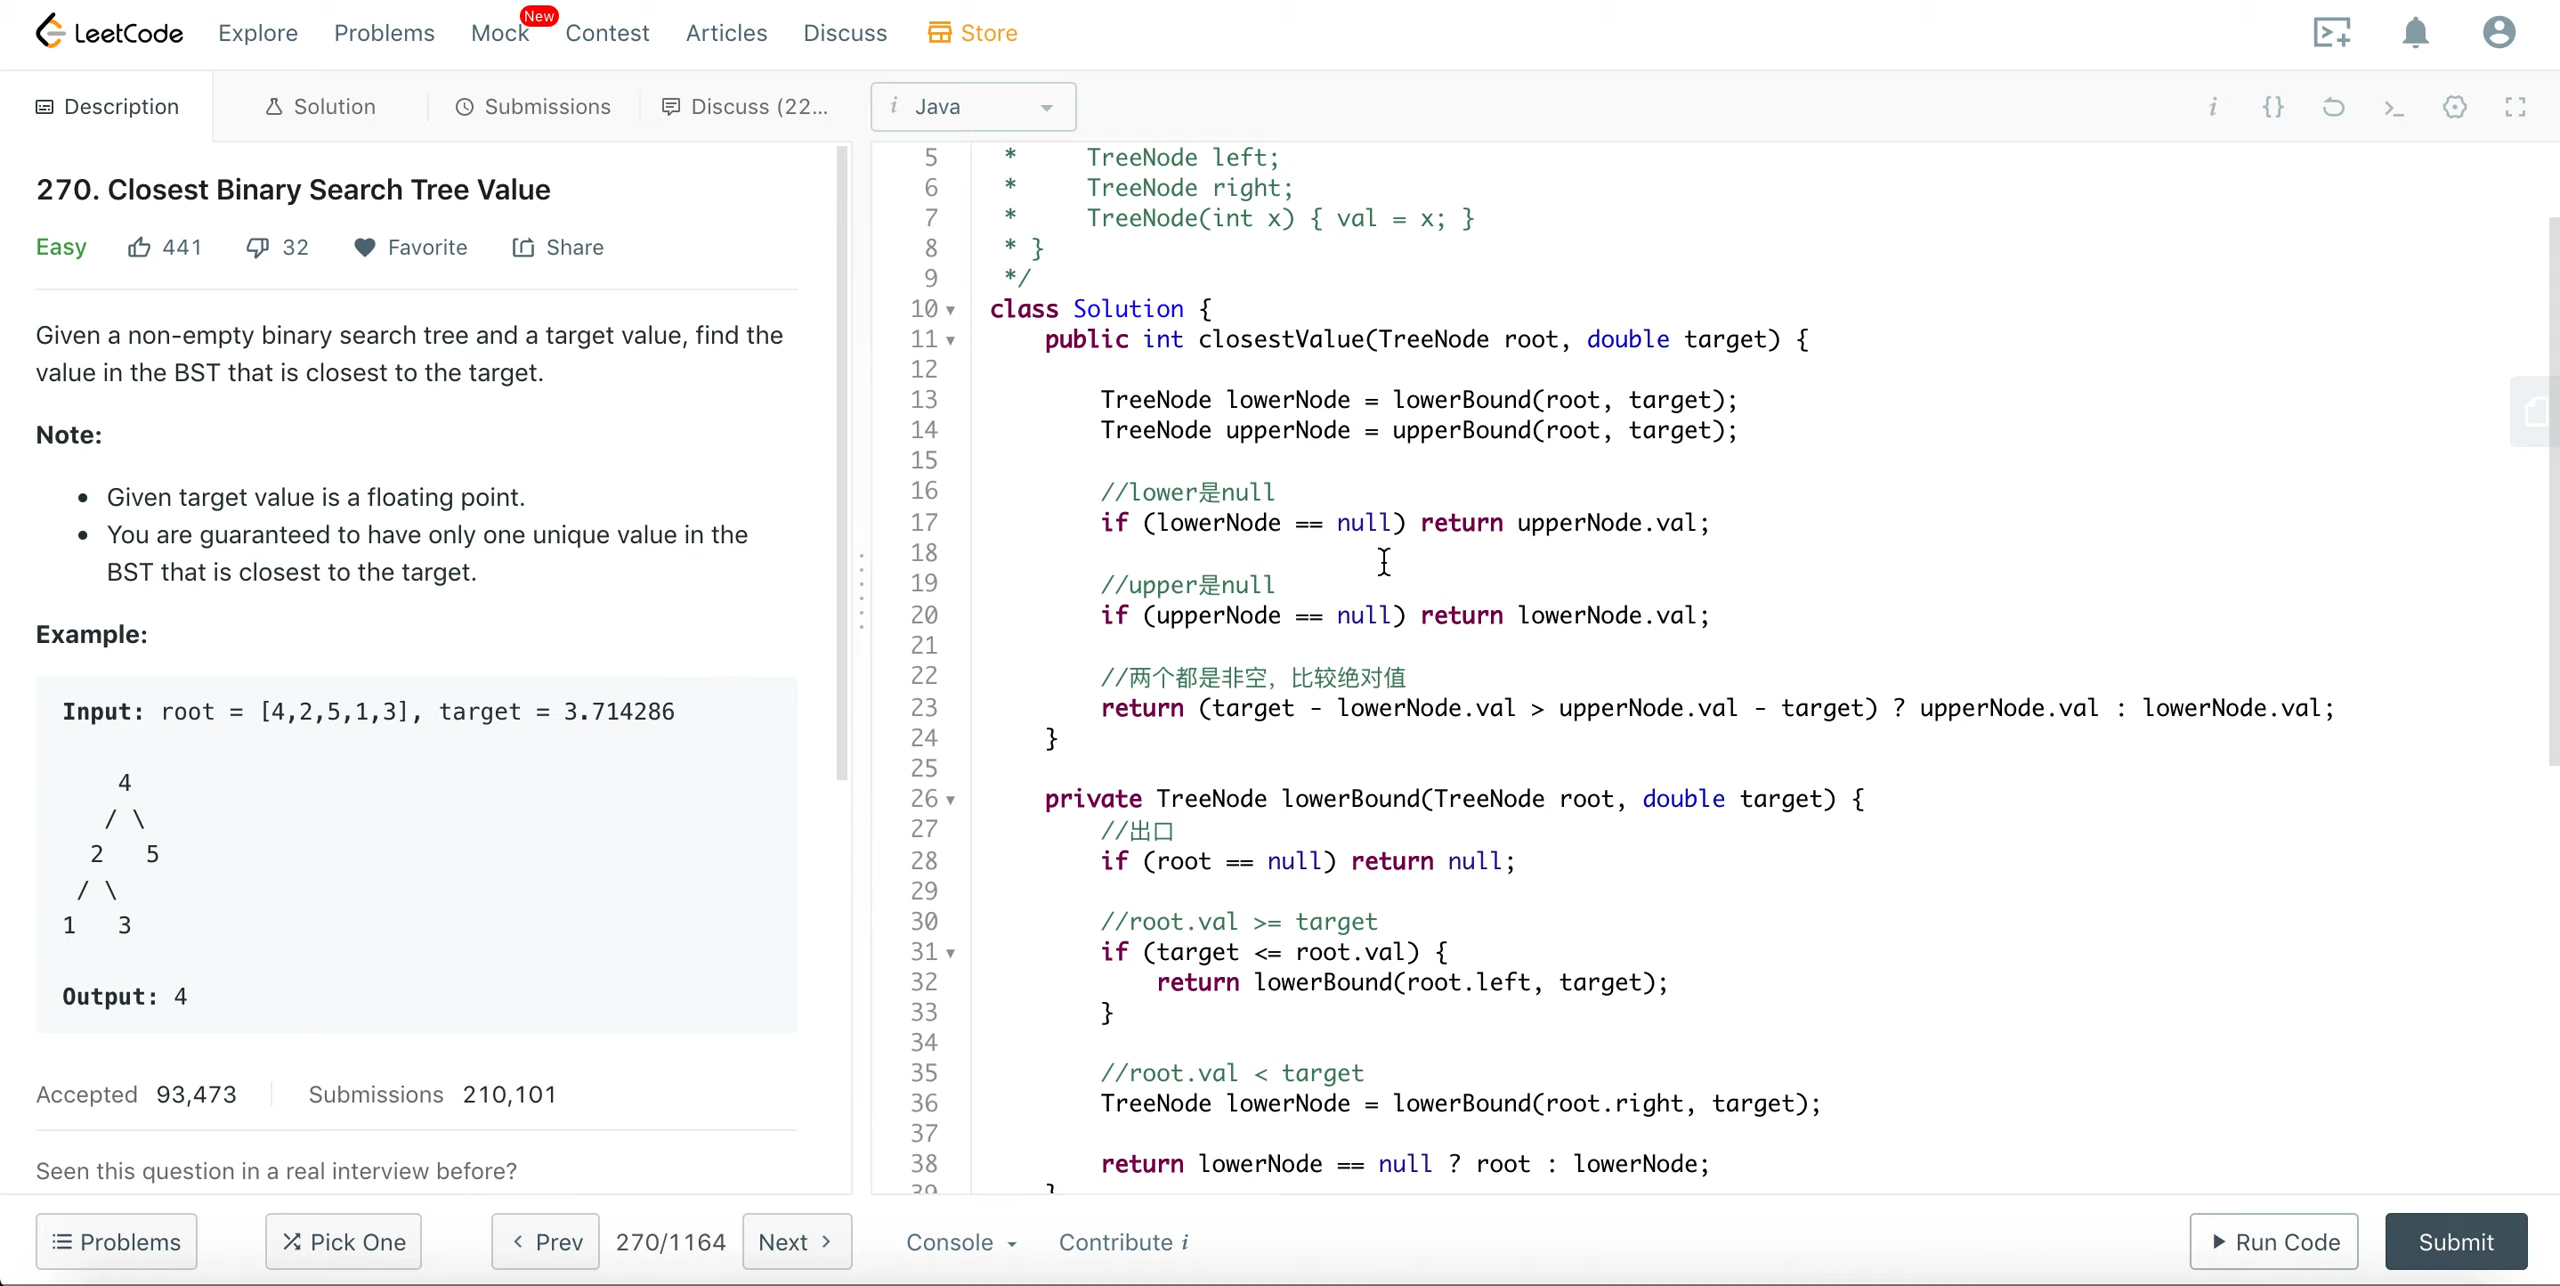 LeetCode Explore Problems Mock New Contest Articles Discuss Store
Description Solution Submissions Discuss (22... i Java
270. Closest Binary Search Tree Value
Easy 441 32 Favorite Share
Given a non-empty binary search tree and a target value, find the
value in the BST that is closest to the target.
Note:
• Given target value is a floating point.
• You are guaranteed to have only one unique value in the
BST that is closest to the target.
Example:
Input: root = [4,2,5,1,3], target = 3.714286
4
/ \
2 5
/ \
1 3
Output: 4
Accepted 93,473 Submissions 210,101
Seen this question in a real interview before?
5 * TreeNode left;
6 * TreeNode right;
7 * TreeNode(int x) { val = x; }
8 * }
9 */
10 class Solution {
11 public int closestValue(TreeNode root, double target) {
12
13 TreeNode lowerNode = lowerBound(root, target);
14 TreeNode upperNode = upperBound(root, target);
15
16 //lower是null
17 if (lowerNode == null) return upperNode.val;
18
19 //upper是null
20 if (upperNode == null) return lowerNode.val;
21
22 //两个都是非空，比较绝对值
23 return (target - lowerNode.val > upperNode.val - target) ? upperNode.val : lowerNode.val;
24 }
25
26 private TreeNode lowerBound(TreeNode root, double target) {
27 //出口
28 if (root == null) return null;
29
30 //root.val >= target
31 if (target <= root.val) {
32 return lowerBound(root.left, target);
33 }
34
35 //root.val < target
36 TreeNode lowerNode = lowerBound(root.right, target);
37
38 return lowerNode == null ? root : lowerNode;
39 }
Problems Pick One < Prev 270/1164 Next > Console Contribute i Run Code Submit